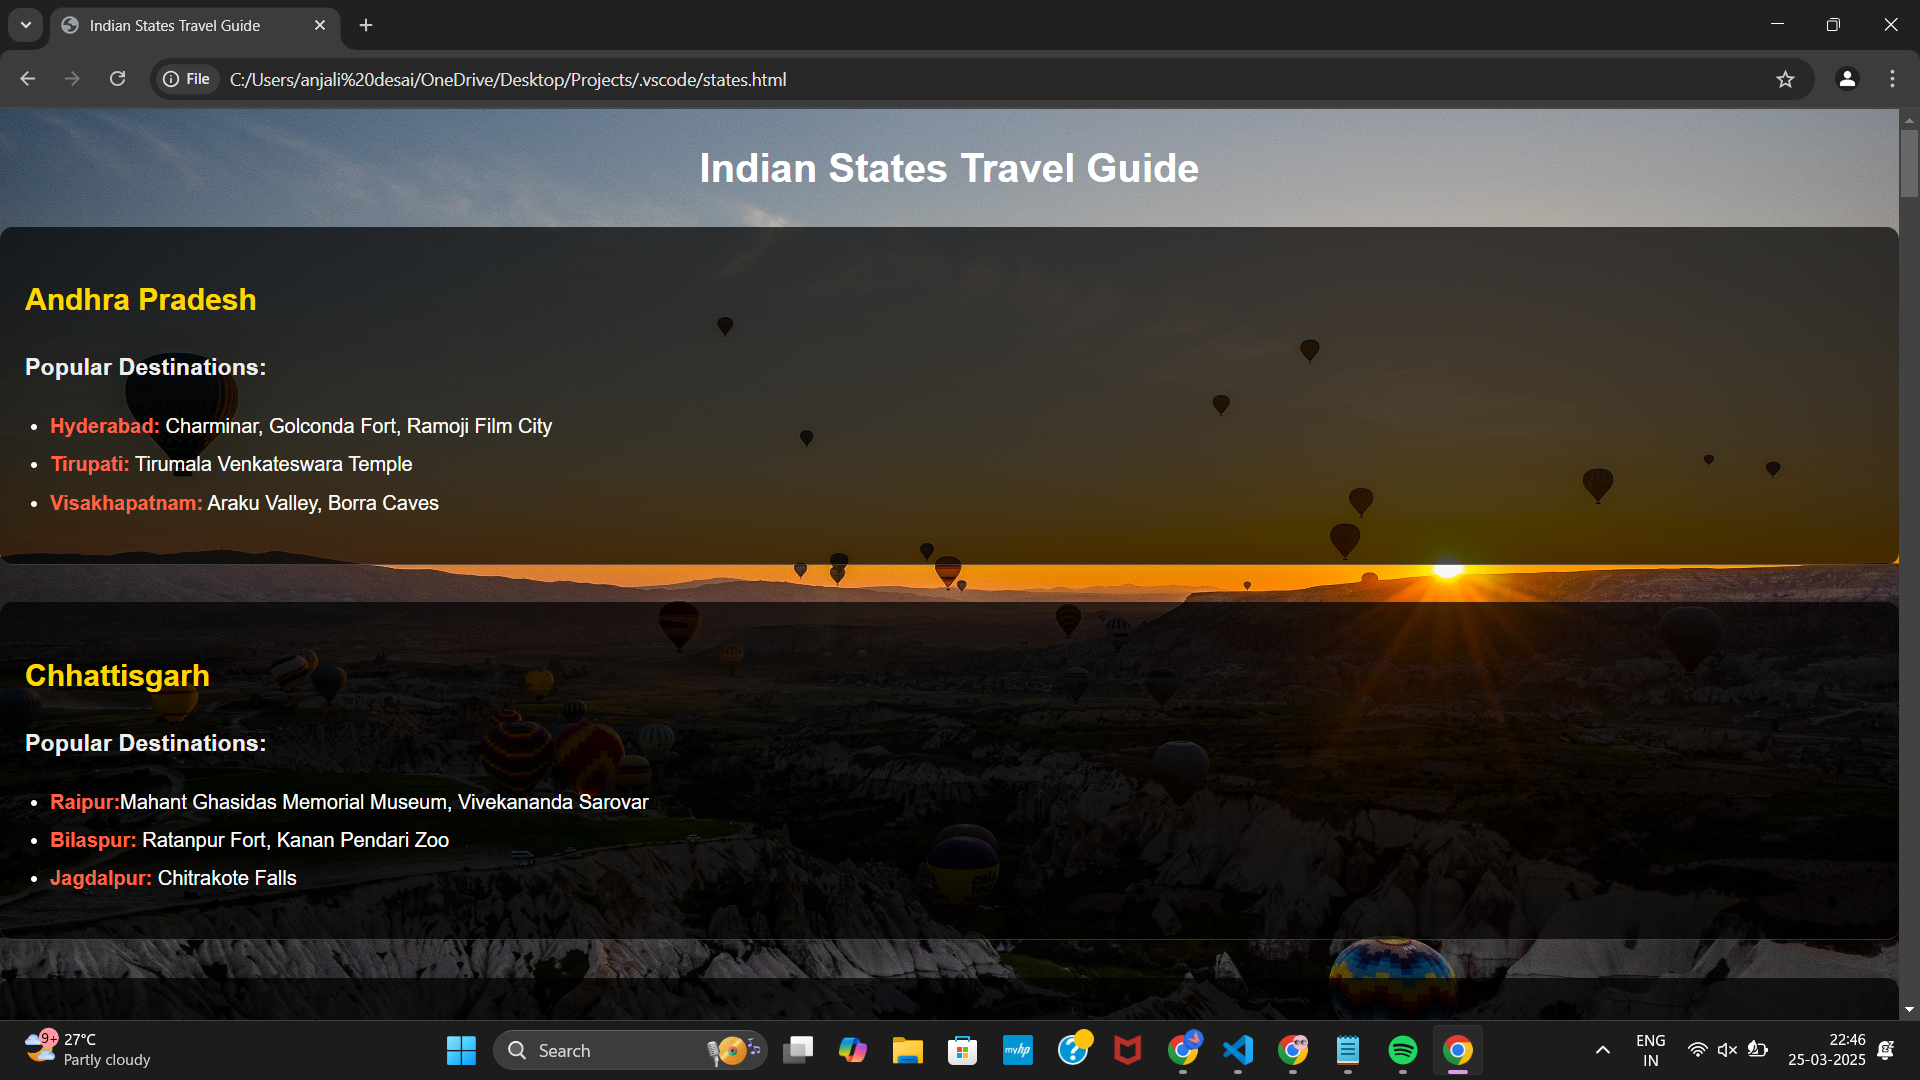 Indian States Travel Guide
File C:/Users/anjali%20desai/OneDrive/Desktop/Projects/.vscode/states.html
Indian States Travel Guide
Andhra Pradesh
Popular Destinations:
Hyderabad: Charminar, Golconda Fort, Ramoji Film City
Tirupati: Tirumala Venkateswara Temple
Visakhapatnam: Araku Valley, Borra Caves
Chhattisgarh
Popular Destinations:
Raipur:Mahant Ghasidas Memorial Museum, Vivekananda Sarovar
Bilaspur: Ratanpur Fort, Kanan Pendari Zoo
Jagdalpur: Chitrakote Falls
9+ 27°C
Partly cloudy
Search
myhp
ENG
IN
22:46
25-03-2025